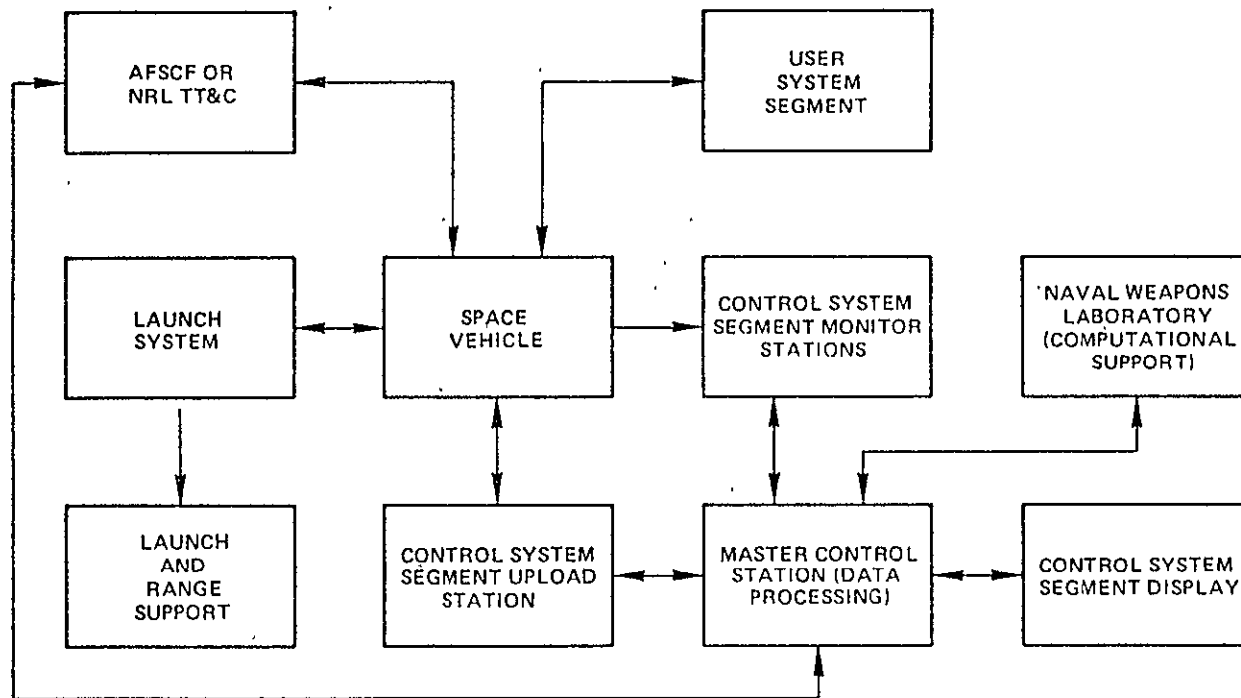 AFSCF OR
NRL TT&C
USER
SYSTEM
SEGMENT
LAUNCH
SYSTEM
SPACE
VEHICLE
CONTROL SYSTEM
SEGMENT MONITOR
STATIONS
NAVAL WEAPONS
LABORATORY
(COMPUTATIONAL
SUPPORT)
LAUNCH
AND
RANGE
SUPPORT
CONTROL SYSTEM
SEGMENT UPLOAD
STATION
MASTER CONTROL
STATION (DATA
PROCESSING)
CONTROL SYSTEM
SEGMENT DISPLAY